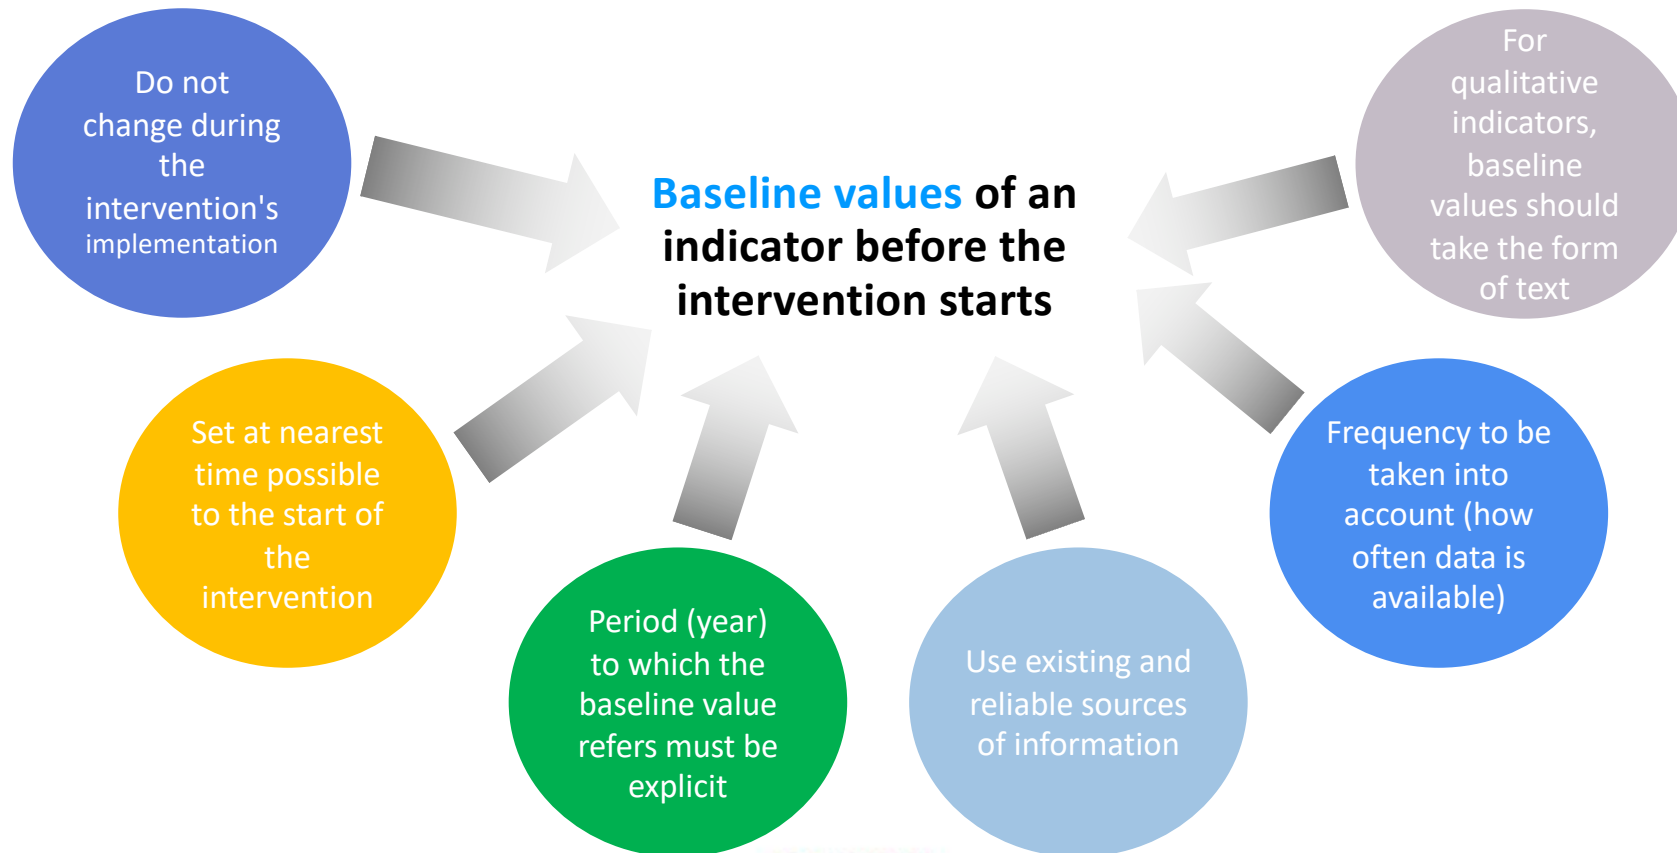 Do not
change during
the
intervention's
implementation
Set at nearest
time possible
to the start of
the
intervention
Period (year)
to which the
baseline value
refers must be
explicit
Baseline values of an
indicator before the
intervention starts
Use existing and
reliable sources
of information
Frequency to be
taken into
account (how
often data is
available)
For
qualitative
indicators,
baseline
values should
take the form
of text